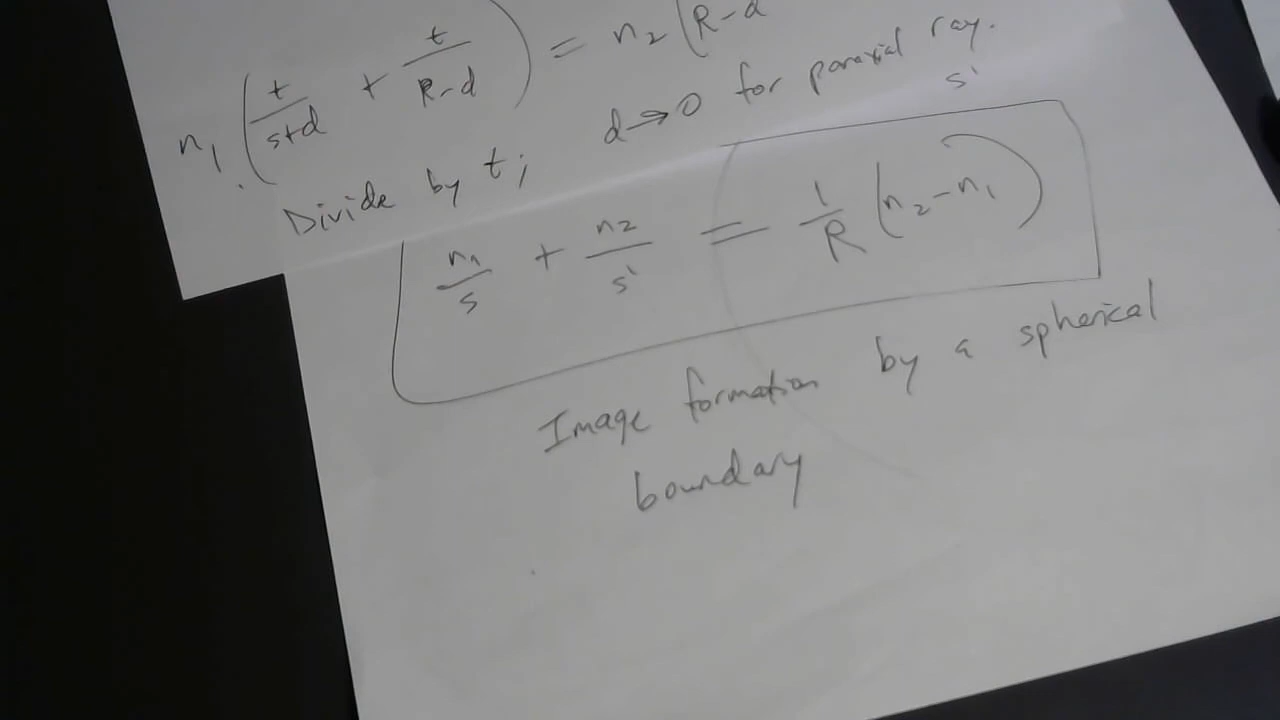 n₁ ( t/(s+d) + t/(R-d) ) = n₂ ( R-d
Divide by t; d→0 for paraxial ray.
s'
n₁/s + n₂/s' = 1/R (n₂-n₁)
Image formation by a spherical
boundary